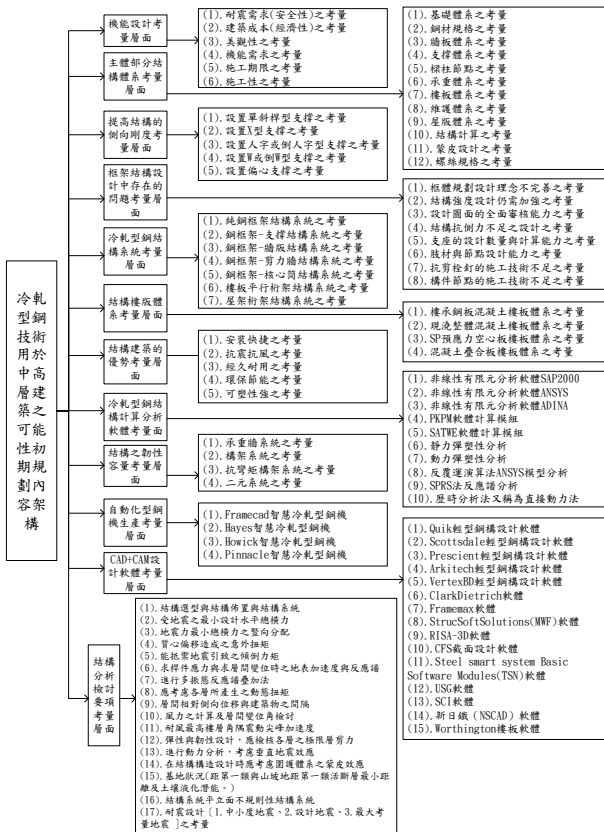 冷軋
型鋼
技術
用於
中高
層建
築之
可能
性初
期規
劃內
容架
構
機能設計考
量層面
(1).耐震需求(安全性)之考量
(2).建築成本(經濟性)之考量
(3).美觀性之考量
(4).機能需求之考量
(5).施工期限之考量
(6).施工性之考量
主體部分結
構體系考量
層面
(1).基礎體系之考量
(2).鋼材規格之考量
(3).牆板體系之考量
(4).支撐體系之考量
(5).樑柱節點之考量
(6).承重體系之考量
(7).樓板體系之考量
(8).維護體系之考量
(9).屋版體系之考量
(10).結構計算之考量
(11).蒙皮設計之考量
(12).螺絲規格之考量
提高結構的
側向剛度考
量層面
(1).設置單斜桿型支撐之考量
(2).設置X型支撐之考量
(3).設置人字或倒人字型支撐之考量
(4).設置W或倒W型支撐之考量
(5).設置偏心支撐之考量
框架結構設
計中存在的
問題考量層
面
(1).框體規劃設計理念不完善之考量
(2).結構強度設計仍需加強之考量
(3).設計圖面的全面審核能力之考量
(4).結構抗側力不足之設計之考量
(5).支座的設計數量與計算能力之考量
(6).肢材與節點設計能力之考量
(7).抗剪栓釘的施工技術不足之考量
(8).構件節點的施工技術不足之考量
冷軋型鋼結
構系統考量
層面
(1).純鋼框架結構系統之考量
(2).鋼框架-支撐結構系統之考量
(3).鋼框架-牆版結構系統之考量
(4).鋼框架-剪力牆結構系統之考量
(5).鋼框架-核心筒結構系統之考量
(6).樓板平行桁架結構系統之考量
(7).屋架桁架結構系統之考量
結構樓版體
系考量層面
(1).樓承鋼板混凝土樓板體系之考量
(2).現澆整體混凝土樓板體系之考量
(3).SP預應力空心板樓板體系之考量
(4).混凝土疊合板樓板體系之考量
結構建築的
優勢考量層面
(1).安裝快捷之考量
(2).抗震抗風之考量
(3).經久耐用之考量
(4).環保節能之考量
(5).可塑性強之考量
冷軋型鋼結
構計算分析
軟體考量面
(1).非線性有限元分析軟體SAP2000
(2).非線性有限元分析軟體ANSYS
(3).非線性有限元分析軟體ADINA
(4).PKPM軟體計算模組
(5).SATWE軟體計算模組
(6).靜力彈塑性分析
(7).動力彈塑性分析
(8).反覆運演算法ANSYS模型分析
(9).SPRS法反應譜分析
(10).歷時分析法又稱為直接動力法
結構之韌性
容量考量層
面
(1).承重牆系統之考量
(2).構架系統之考量
(3).抗彎矩構架系統之考量
(4).二元系統之考量
自動化型鋼
機生產考量層
面
(1).Framecad智慧冷軋型鋼機
(2).Hayes智慧冷軋型鋼機
(3).Howick智慧冷軋型鋼機
(4).Pinnacle智慧冷軋型鋼機
CAD+CAM設
計軟體考量
層面
(1).Quik輕型鋼構設計軟體
(2).Scottsdale輕型鋼構設計軟體
(3).Prescient輕型鋼構設計軟體
(4).Arkitech輕型鋼構設計軟體
(5).VertexBD輕型鋼構設計軟體
(6).ClarkDietrich軟體
(7).Framemax軟體
(8).StrucSoftSolutions(MWF)軟體
(9).RISA-3D軟體
(10).CFS截面設計軟體
(11).Steel smart system Basic
Software Modules(TSN)軟體
(12).USG軟體
(13).SCI軟體
(14).新日鐵 (NSCAD) 軟體
(15).Worthington樓板軟體
結構
分析
檢討
要項
考量
層面
(1).結構選型與結構佈置與結構系統
(2).受地震之最小設計水平總橫力
(3).地震力最小總橫力之豎向分配
(4).質心偏移造成之意外扭矩
(5).能抵禦地震引致之傾倒力矩
(6).求桿件應力與求層間變位時之地表加速度與反應譜
(7).進行多振態反應譜疊加法
(8).應考慮各層所產生之動態扭矩
(9).層間相對側向位移與建築物之間隔
(10).風力之計算及層間變位角檢討
(11).耐風最高樓層角隅震動尖峰加速度
(12).彈性與韌性設計，應檢核各層之極限層剪力
(13).進行動力分析，考慮垂直地震效應
(14).在結構構造設計時應考慮圍護體系之蒙皮效應
(15).基地狀況(距第一類與山坡地距第一類活斷層最小距
離及土壤液化潛能。)
(16).結構系統平立面不規則性結構系統
(17).耐震設計〔1.中小度地震、2.設計地震、3.最大考
量地震 〕之考量